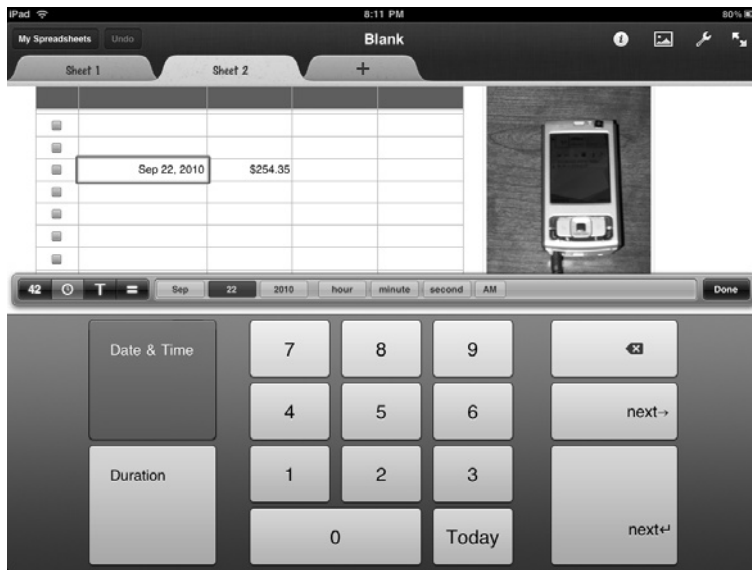 iPad 8:11 PM 80%
My Spreadsheets Undo Blank
Sheet 1 Sheet 2 +
Sep 22, 2010 $254.35
42 T = Sep 22 2010 hour minute second AM Done
Date & Time 7 8 9
4 5 6 next→
Duration 1 2 3
0 Today next↵